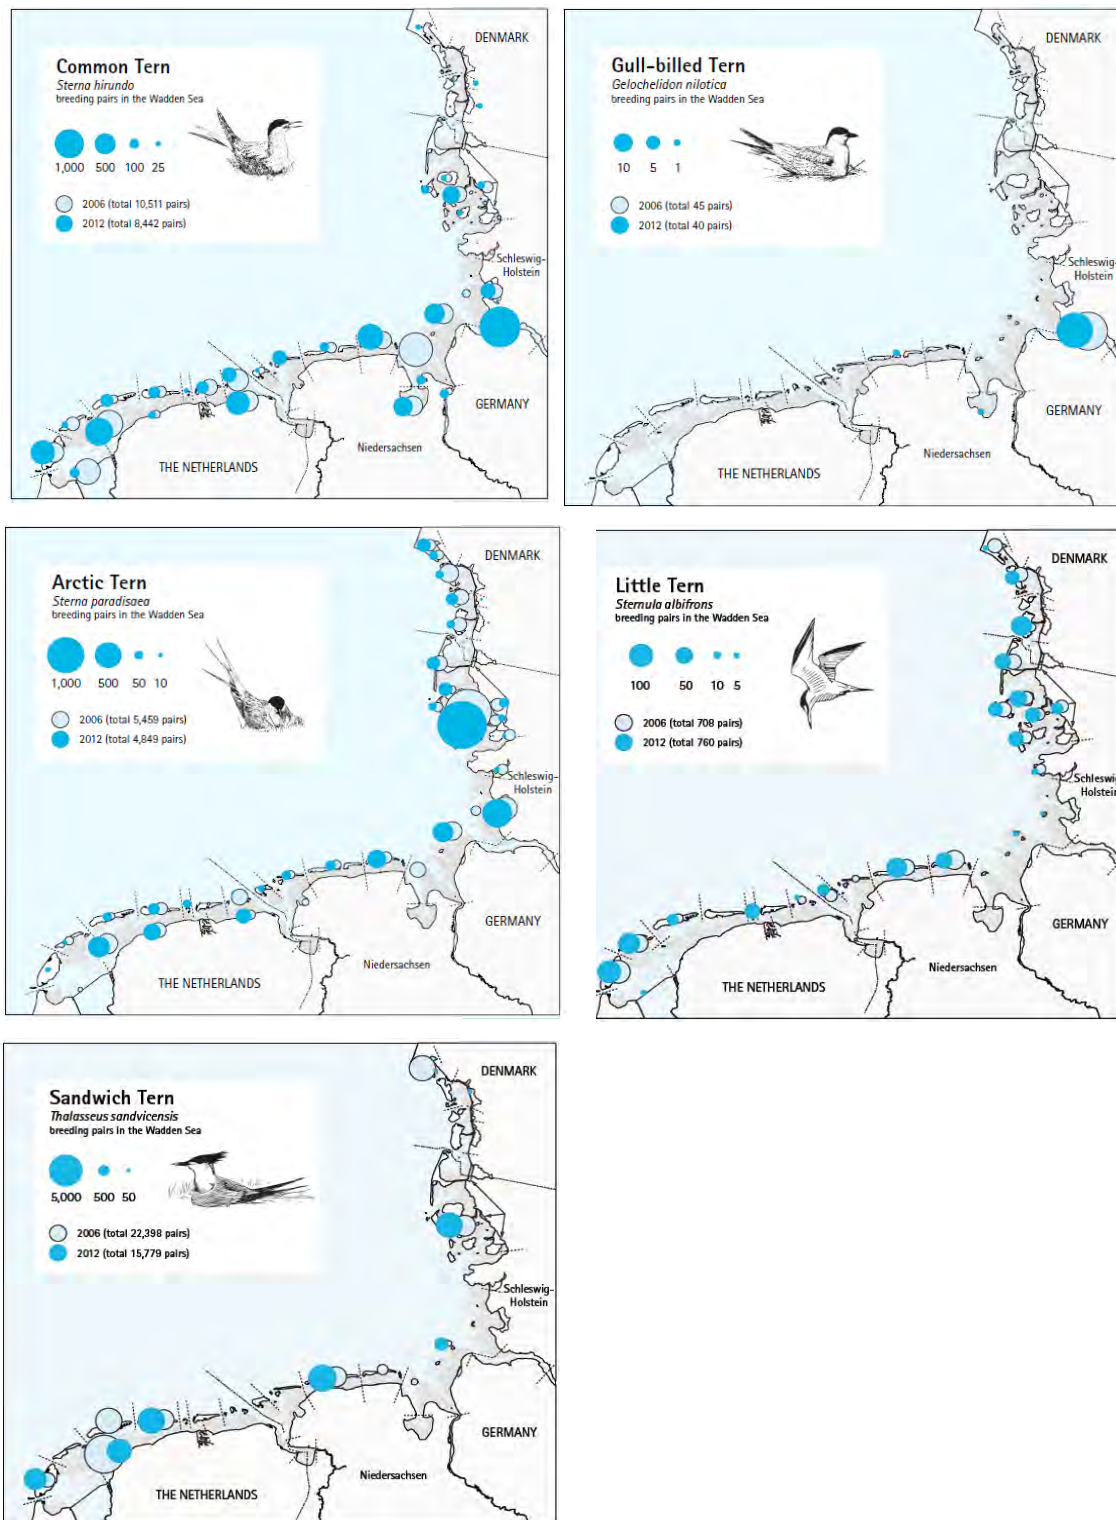 Common Tern
Sterna hirundo
breeding pairs in the Wadden Sea
1,000 500 100 25
2006 (total 10,511 pairs)
2012 (total 8,442 pairs)
DENMARK
Schleswig-
Holstein
GERMANY
Niedersachsen
THE NETHERLANDS
Gull-billed Tern
Gelochelidon nilotica
breeding pairs in the Wadden Sea
10 5 1
2006 (total 45 pairs)
2012 (total 40 pairs)
DENMARK
Schleswig-
Holstein
GERMANY
Niedersachsen
THE NETHERLANDS
Arctic Tern
Sterna paradisaea
breeding pairs in the Wadden Sea
1,000 500 50 10
2006 (total 5,459 pairs)
2012 (total 4,849 pairs)
DENMARK
Schleswig-
Holstein
GERMANY
Niedersachsen
THE NETHERLANDS
Little Tern
Sternula albifrons
breeding pairs in the Wadden Sea
100 50 10 5
2006 (total 708 pairs)
2012 (total 760 pairs)
DENMARK
Schleswig-
Holstein
GERMANY
Niedersachsen
THE NETHERLANDS
Sandwich Tern
Thalasseus sandvicensis
breeding pairs in the Wadden Sea
5,000 500 50
2006 (total 22,398 pairs)
2012 (total 15,779 pairs)
DENMARK
Schleswig-
Holstein
GERMANY
Niedersachsen
THE NETHERLANDS